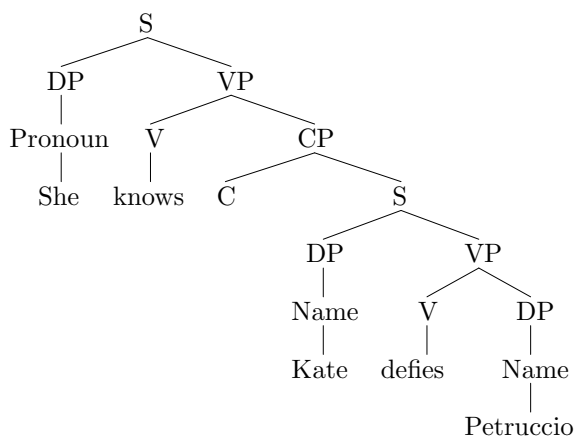 S
DP VP
Pronoun V CP
She knows C S
DP VP
Name V DP
Kate defies Name
Petruccio